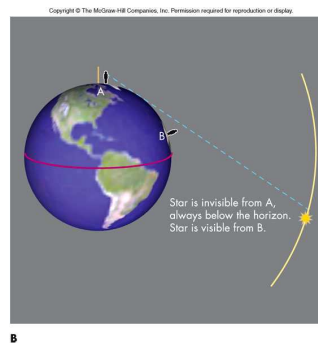 Copyright © The McGraw-Hill Companies, Inc. Permission required for reproduction or display.
A
B
Star is invisible from A,
always below the horizon.
Star is visible from B.
B